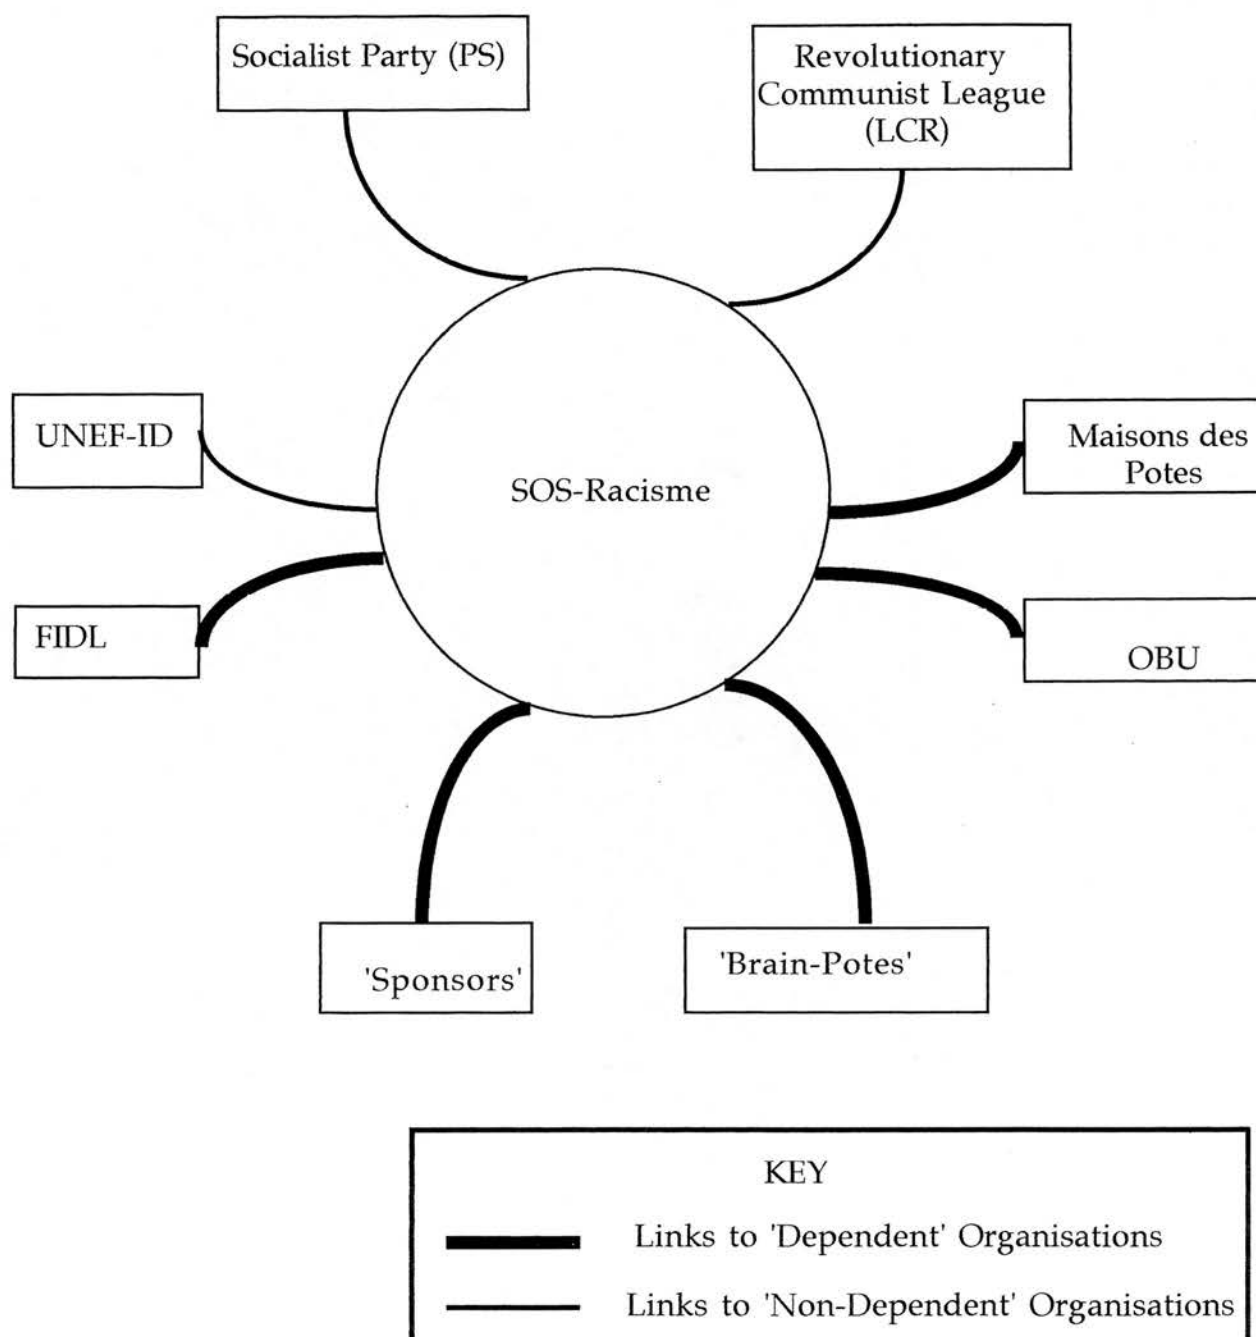 Socialist Party (PS)
Revolutionary
Communist League
(LCR)
UNEF-ID
Maisons des
Potes
SOS-Racisme
FIDL
OBU
'Sponsors'
'Brain-Potes'
KEY
Links to 'Dependent' Organisations
Links to 'Non-Dependent' Organisations